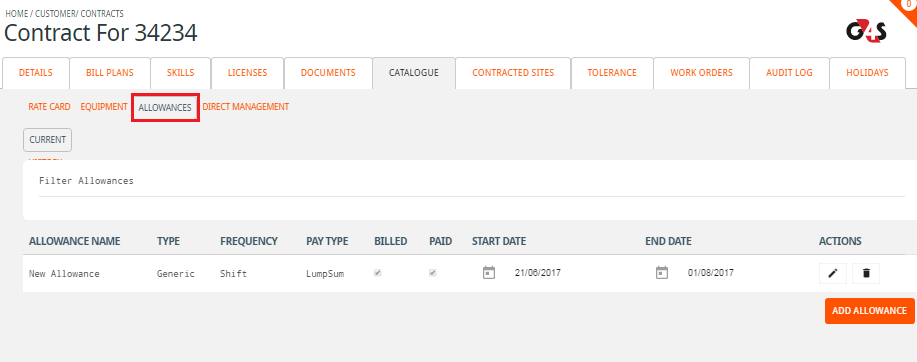 0
HOME / CUSTOMER/ CONTRACTS
Contract For 34234
G4S
DETAILS BILL PLANS SKILLS LICENSES DOCUMENTS CATALOGUE CONTRACTED SITES TOLERANCE WORK ORDERS AUDIT LOG HOLIDAYS
RATE CARD EQUIPMENT ALLOWANCES DIRECT MANAGEMENT
CURRENT
Filter Allowances
ALLOWANCE NAME TYPE FREQUENCY PAY TYPE BILLED PAID START DATE END DATE ACTIONS
New Allowance Generic Shift LumpSum 21/06/2017 01/08/2017
ADD ALLOWANCE